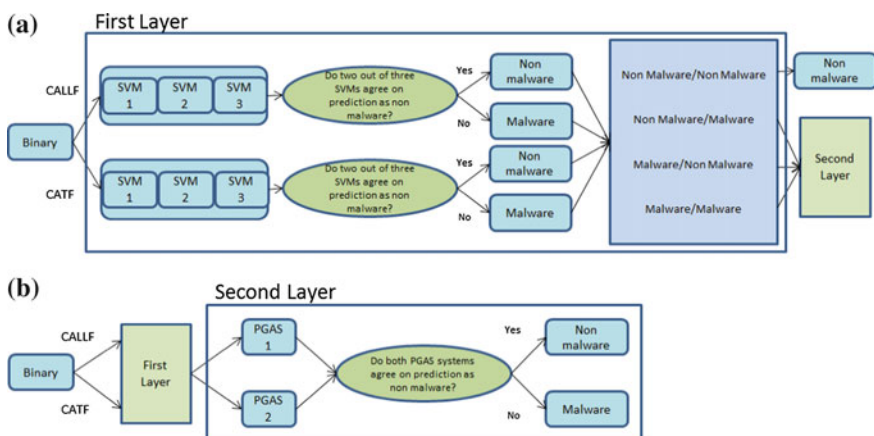 (a)
First Layer
CALLF
CATF
Binary
SVM
1
SVM
2
SVM
3
Do two out of three
SVMs agree on
prediction as non
malware?
Yes
No
Non
malware
Malware
SVM
1
SVM
2
SVM
3
Do two out of three
SVMs agree on
prediction as non
malware?
Yes
No
Non
malware
Malware
Non Malware/Non Malware
Non Malware/Malware
Malware/Non Malware
Malware/Malware
Non
malware
Second
Layer
(b)
Second Layer
CALLF
CATF
Binary
First
Layer
PGAS
1
PGAS
2
Do both PGAS systems
agree on prediction as
non malware?
Yes
No
Non
malware
Malware